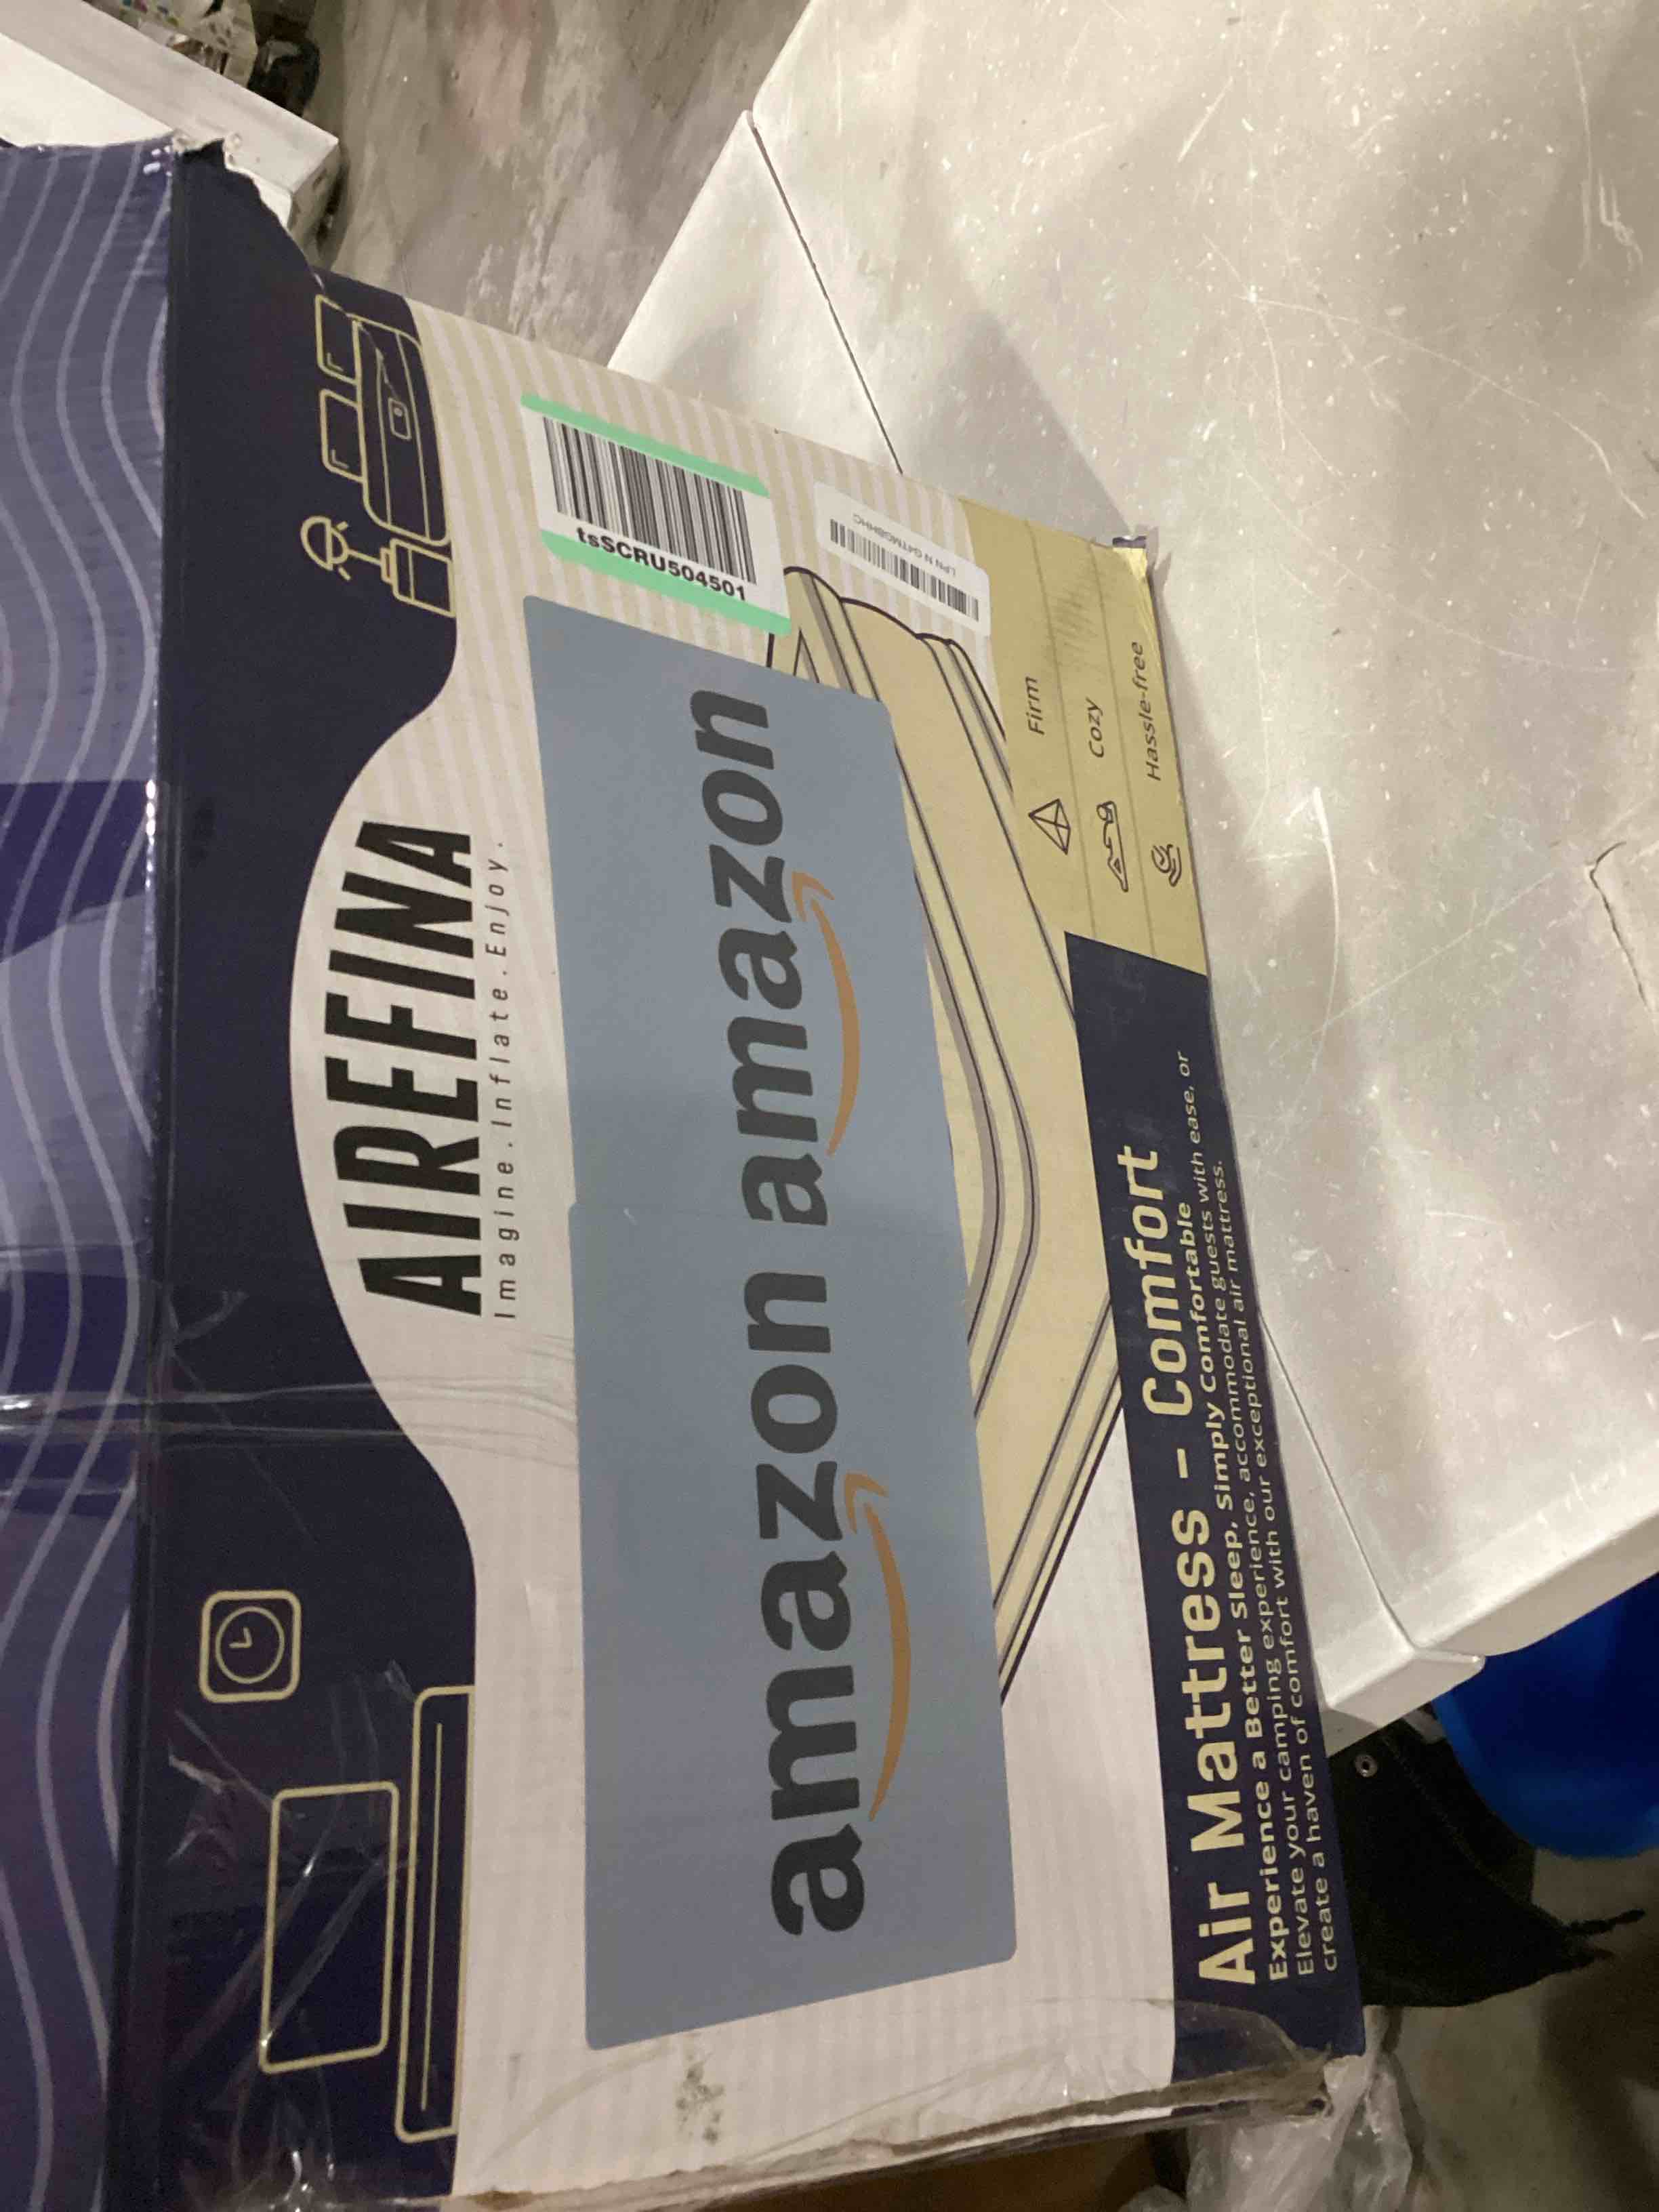 AIREFINA
Imagine.Inflate.Enjoy.
tsSCRU504501
amazon amazon
Firm
Cozy
Hassle-free
Air Mattress - Comfort
Experience a Better Sleep, Simply Comfortable
Elevate your camping experience, accommodate guests with ease, or
create a haven of comfort with our exceptional air mattress.